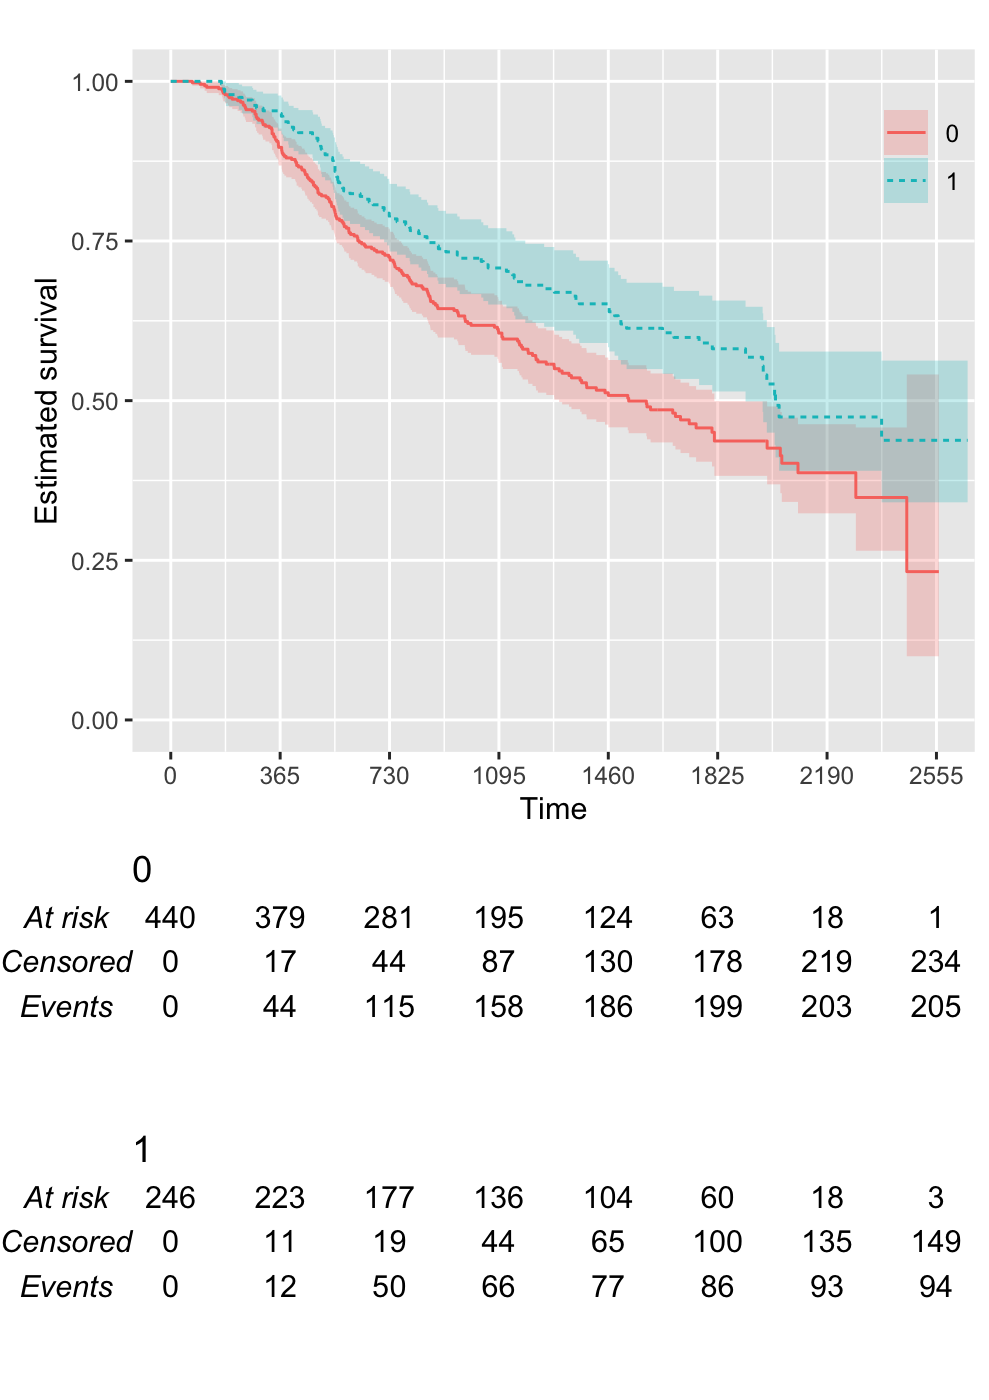 1.00
0.75
0.50
0.25
0.00
Estimated survival
0
1
0 365 730 1095 1460 1825 2190 2555
Time
0
At risk 440 379 281 195 124 63 18 1
Censored 0 17 44 87 130 178 219 234
Events 0 44 115 158 186 199 203 205
1
At risk 246 223 177 136 104 60 18 3
Censored 0 11 19 44 65 100 135 149
Events 0 12 50 66 77 86 93 94